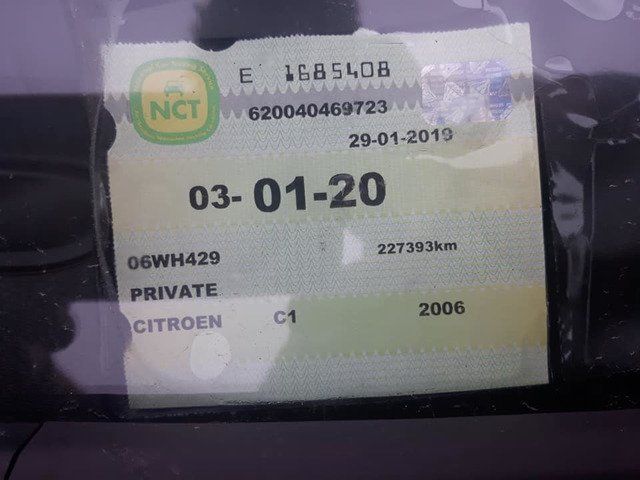 NCT
E 1685408
620040469723
29-01-2019
03-01-20
06WH429 227393km
PRIVATE
CITROEN C1 2006